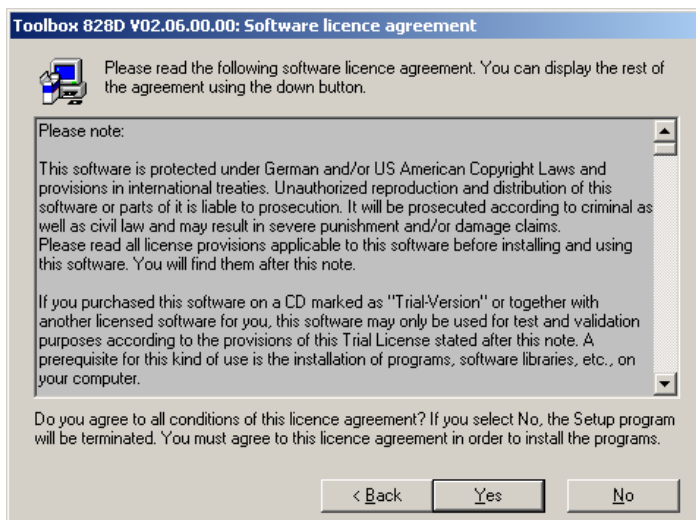 Toolbox 828D V02.06.00.00: Software licence agreement
Please read the following software licence agreement. You can display the rest of
the agreement using the down button.
Please note:
This software is protected under German and/or US American Copyright Laws and
provisions in international treaties. Unauthorized reproduction and distribution of this
software or parts of it is liable to prosecution. It will be prosecuted according to criminal as
well as civil law and may result in severe punishment and/or damage claims.
Please read all license provisions applicable to this software before installing and using
this software. You will find them after this note.
If you purchased this software on a CD marked as "Trial-Version" or together with
another licensed software for you, this software may only be used for test and validation
purposes according to the provisions of this Trial License stated after this note. A
prerequisite for this kind of use is the installation of programs, software libraries, etc., on
your computer.
Do you agree to all conditions of this licence agreement? If you select No, the Setup program
will be terminated. You must agree to this licence agreement in order to install the programs.
< Back
Yes
No